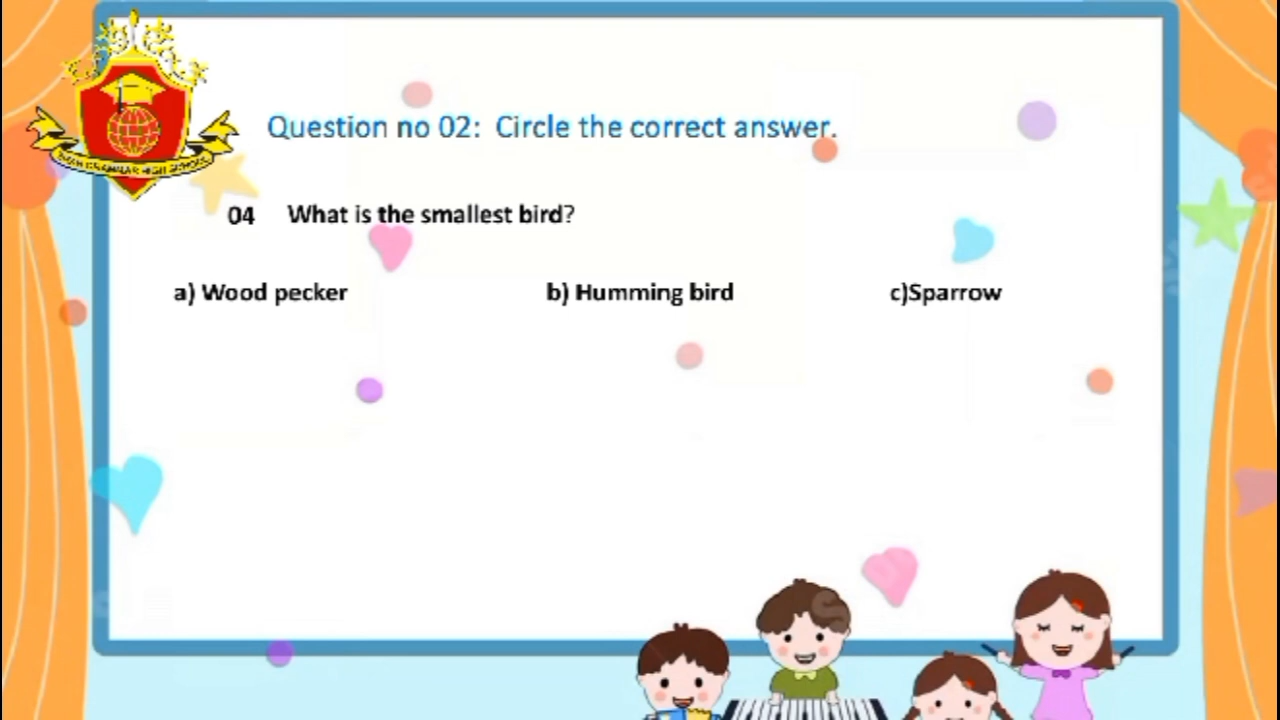 Question no 02:  Circle the correct answer.
04 What is the smallest bird?
a) Wood pecker b) Humming bird c)Sparrow